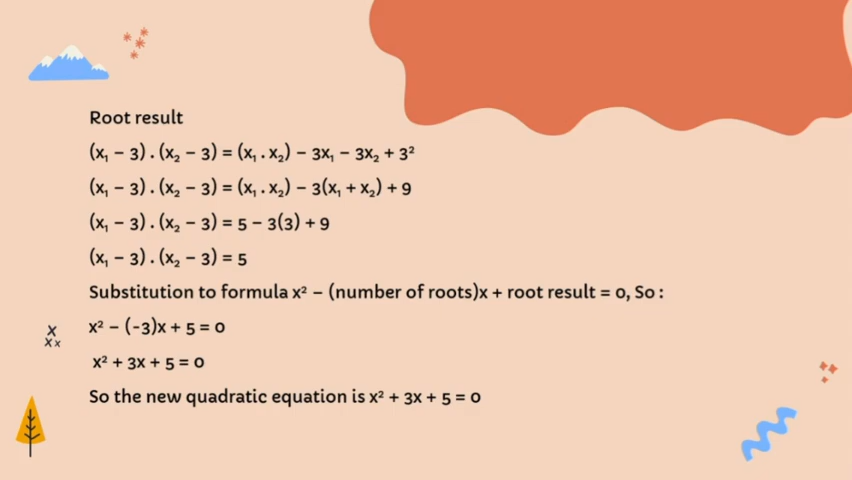 Root result
(x₁ – 3) . (x₂ – 3) = (x₁ . x₂) – 3x₁ – 3x₂ + 3²
(x₁ – 3) . (x₂ – 3) = (x₁ . x₂) – 3(x₁ + x₂) + 9
(x₁ – 3) . (x₂ – 3) = 5 – 3(3) + 9
(x₁ – 3) . (x₂ – 3) = 5
Substitution to formula x² – (number of roots)x + root result = 0, So :
x² – (-3)x + 5 = 0
x² + 3x + 5 = 0
So the new quadratic equation is x² + 3x + 5 = 0